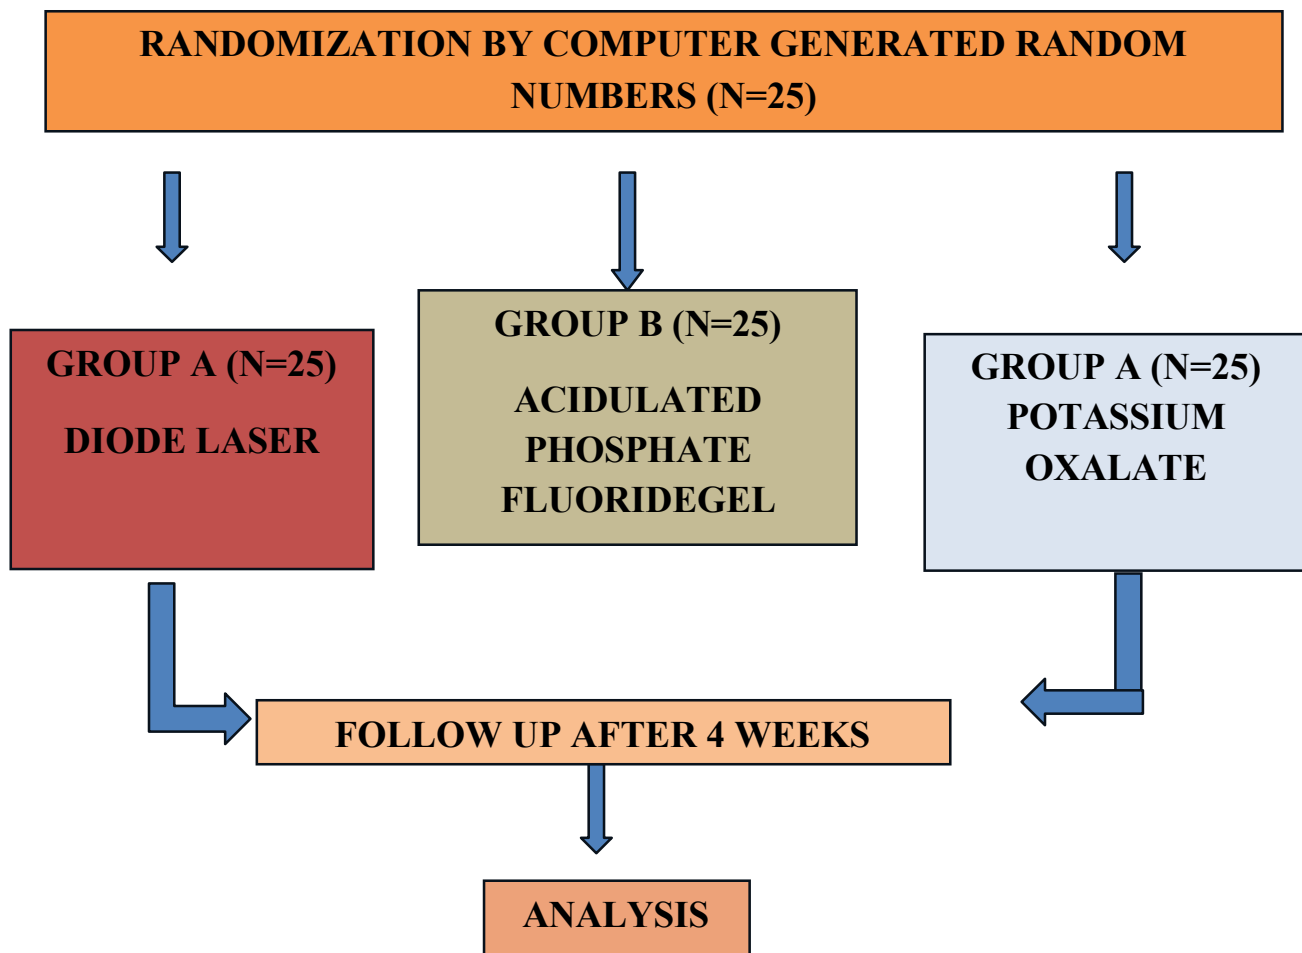 RANDOMIZATION BY COMPUTER GENERATED RANDOM
NUMBERS (N=25)
GROUP A (N=25)
DIODE LASER
GROUP B (N=25)
ACIDULATED
PHOSPHATE
FLUORIDEGEL
GROUP A (N=25)
POTASSIUM
OXALATE
FOLLOW UP AFTER 4 WEEKS
ANALYSIS